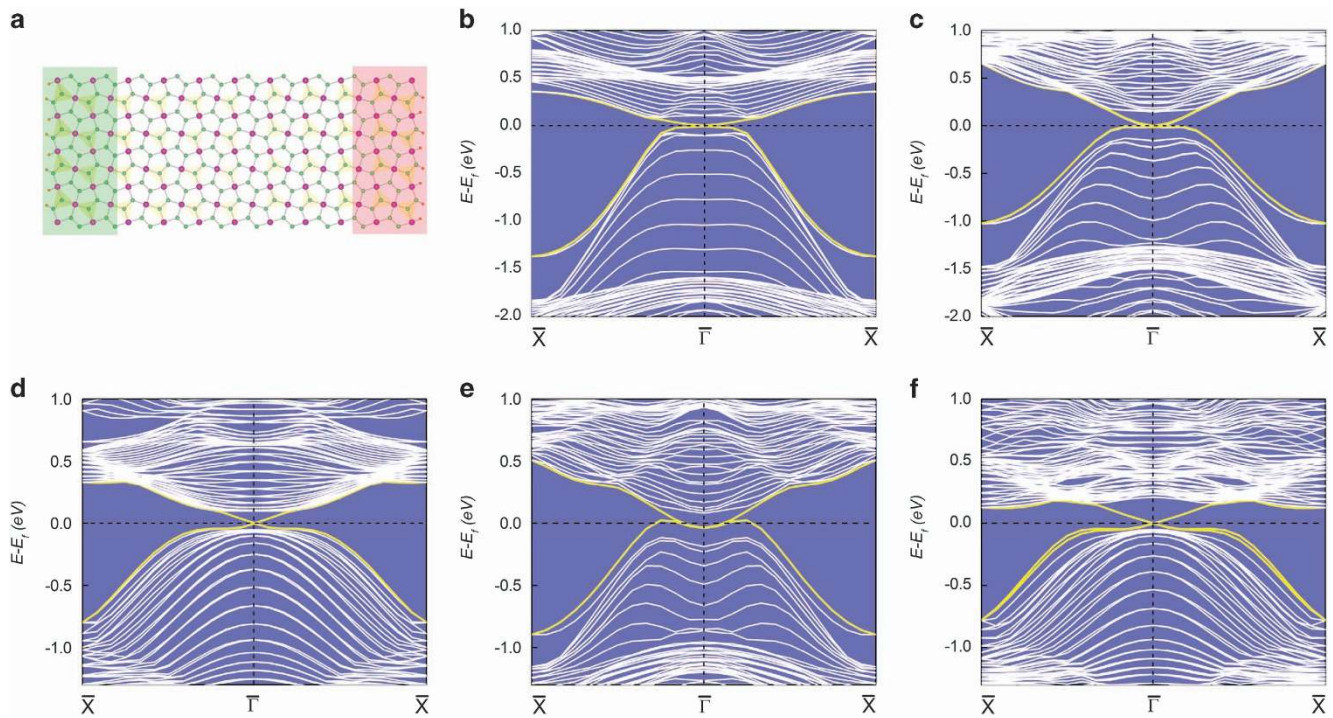 a
b
1.0
0.5
0.0
-0.5
-1.0
-1.5
-2.0
E-E_f (eV)
X̅
Γ̅
X̅
c
1.0
0.5
0.0
-0.5
-1.0
-1.5
-2.0
E-E_f (eV)
X̅
Γ̅
X̅
d
1.0
0.5
0.0
-0.5
-1.0
E-E_f (eV)
X̅
Γ̅
X̅
e
1.0
0.5
0.0
-0.5
-1.0
E-E_f (eV)
X̅
Γ̅
X̅
f
1.0
0.5
0.0
-0.5
-1.0
E-E_f (eV)
X̅
Γ̅
X̅